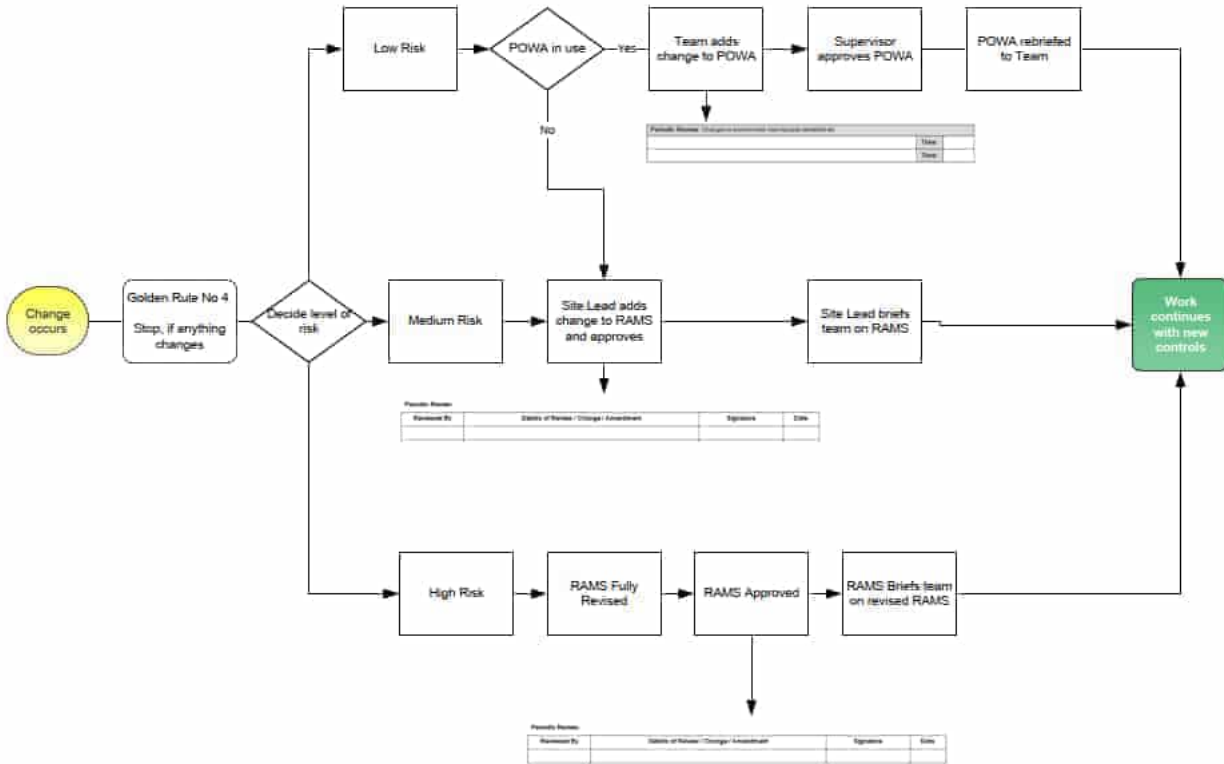 Low Risk
POWA in use
Yes
Team adds
change to POWA
Supervisor
approves POWA
POWA rebriefed
to Team
No
Periodic Review
Time
Change
occurs
Golden Rule No 4
Stop, if anything
changes
Decide level of
risk
Medium Risk
Site Lead adds
change to RAMS
and approves
Site Lead briefs
team on RAMS
Work
continues
with new
controls
Periodic Review
Reviewed By
Details of Review / Change / Amendment
Signature
Date
High Risk
RAMS Fully
Revised
RAMS Approved
RAMS Briefs team
on revised RAMS
Periodic Review
Reviewed By
Details of Review / Change / Amendment
Signature
Date